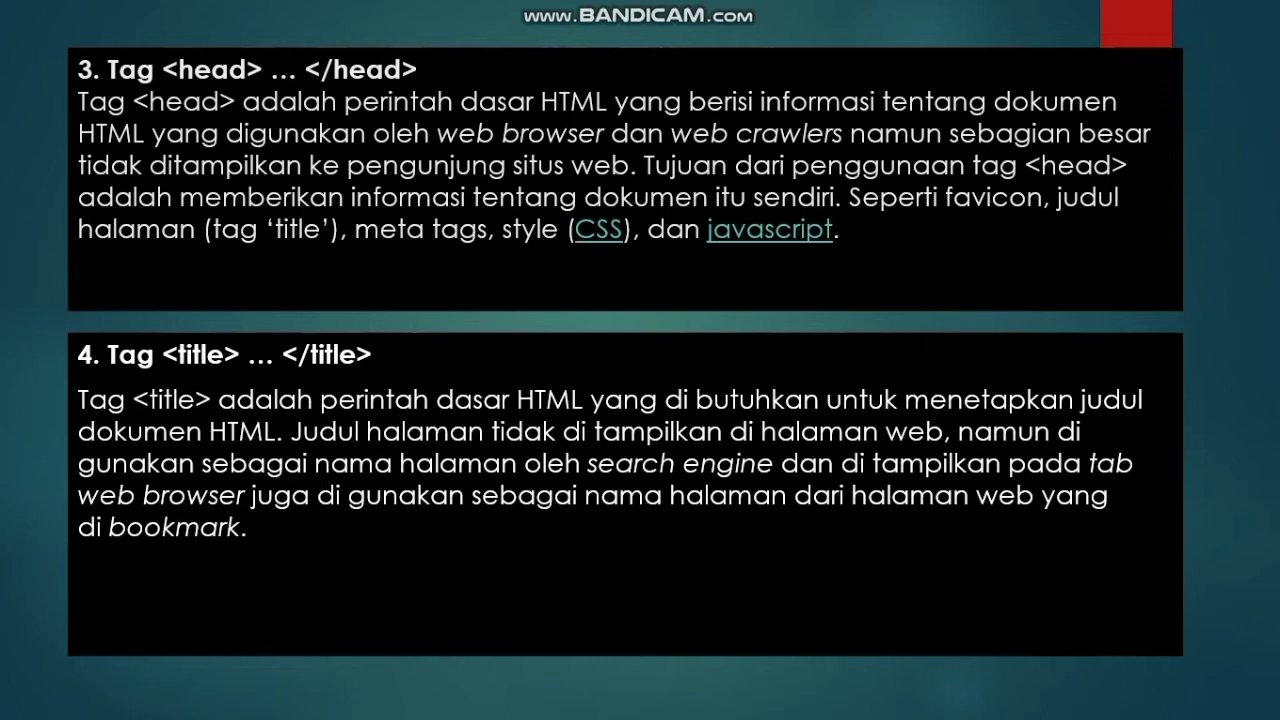 www.BANDICAM.com
3. Tag <head> … </head>
Tag <head> adalah perintah dasar HTML yang berisi informasi tentang dokumen
HTML yang digunakan oleh web browser dan web crawlers namun sebagian besar
tidak ditampilkan ke pengunjung situs web. Tujuan dari penggunaan tag <head>
adalah memberikan informasi tentang dokumen itu sendiri. Seperti favicon, judul
halaman (tag ‘title’), meta tags, style (CSS), dan javascript.
4. Tag <title> … </title>
Tag <title> adalah perintah dasar HTML yang di butuhkan untuk menetapkan judul
dokumen HTML. Judul halaman tidak di tampilkan di halaman web, namun di
gunakan sebagai nama halaman oleh search engine dan di tampilkan pada tab
web browser juga di gunakan sebagai nama halaman dari halaman web yang
di bookmark.